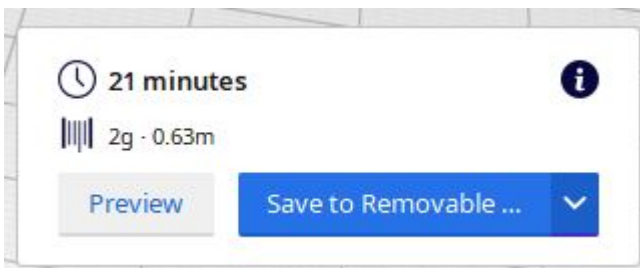 21 minutes
2g · 0.63m
Preview
Save to Removable ...